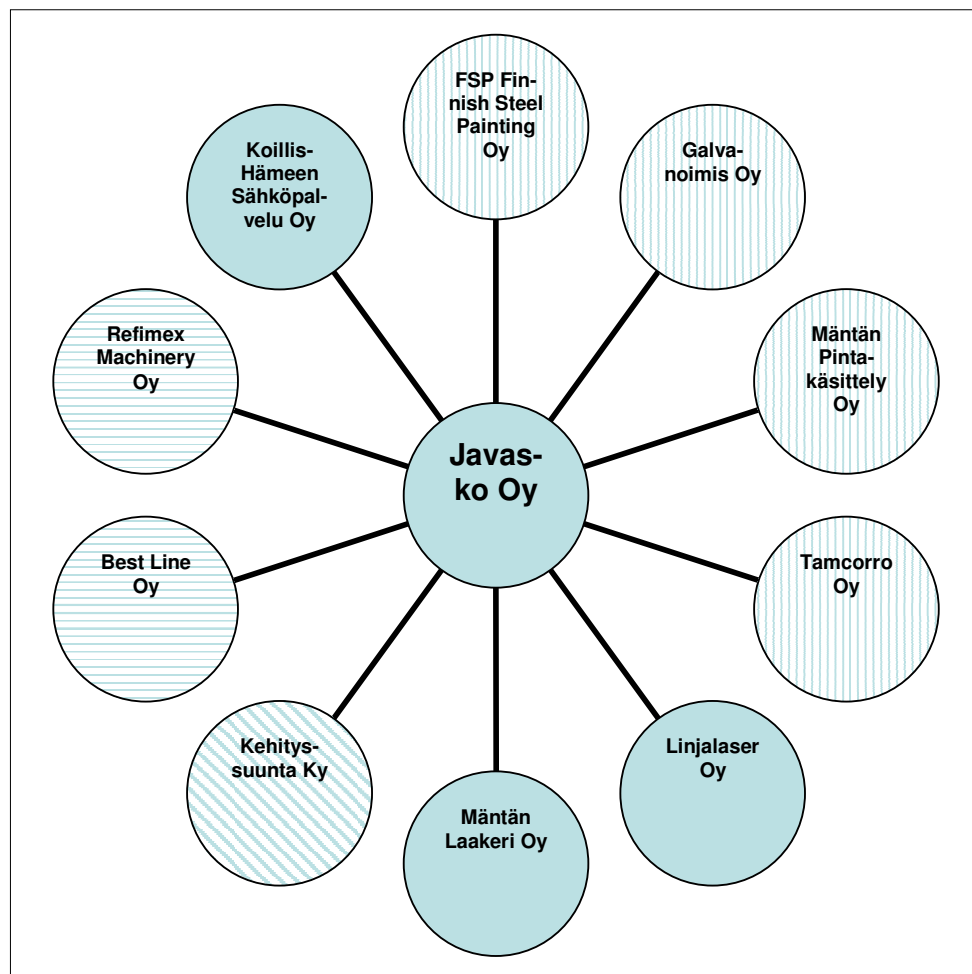 FSP Fin-
nish Steel
Painting
Oy
Galva-
noimis Oy
Mäntän
Pinta-
käsittely
Oy
Tamcorro
Oy
Linjalaser
Oy
Mäntän
Laakeri Oy
Kehitys-
suunta Ky
Best Line
Oy
Refimex
Machinery
Oy
Koillis-
Hämeen
Sähköpal-
velu Oy
Javas-
ko Oy